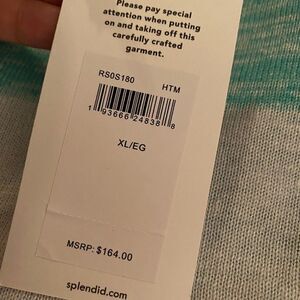 Please pay special
attention when putting
on and taking off this
carefully crafted
garment.
RS0S180 HTM
1 93666 24838 8
XL/EG
MSRP: $164.00
splendid.com